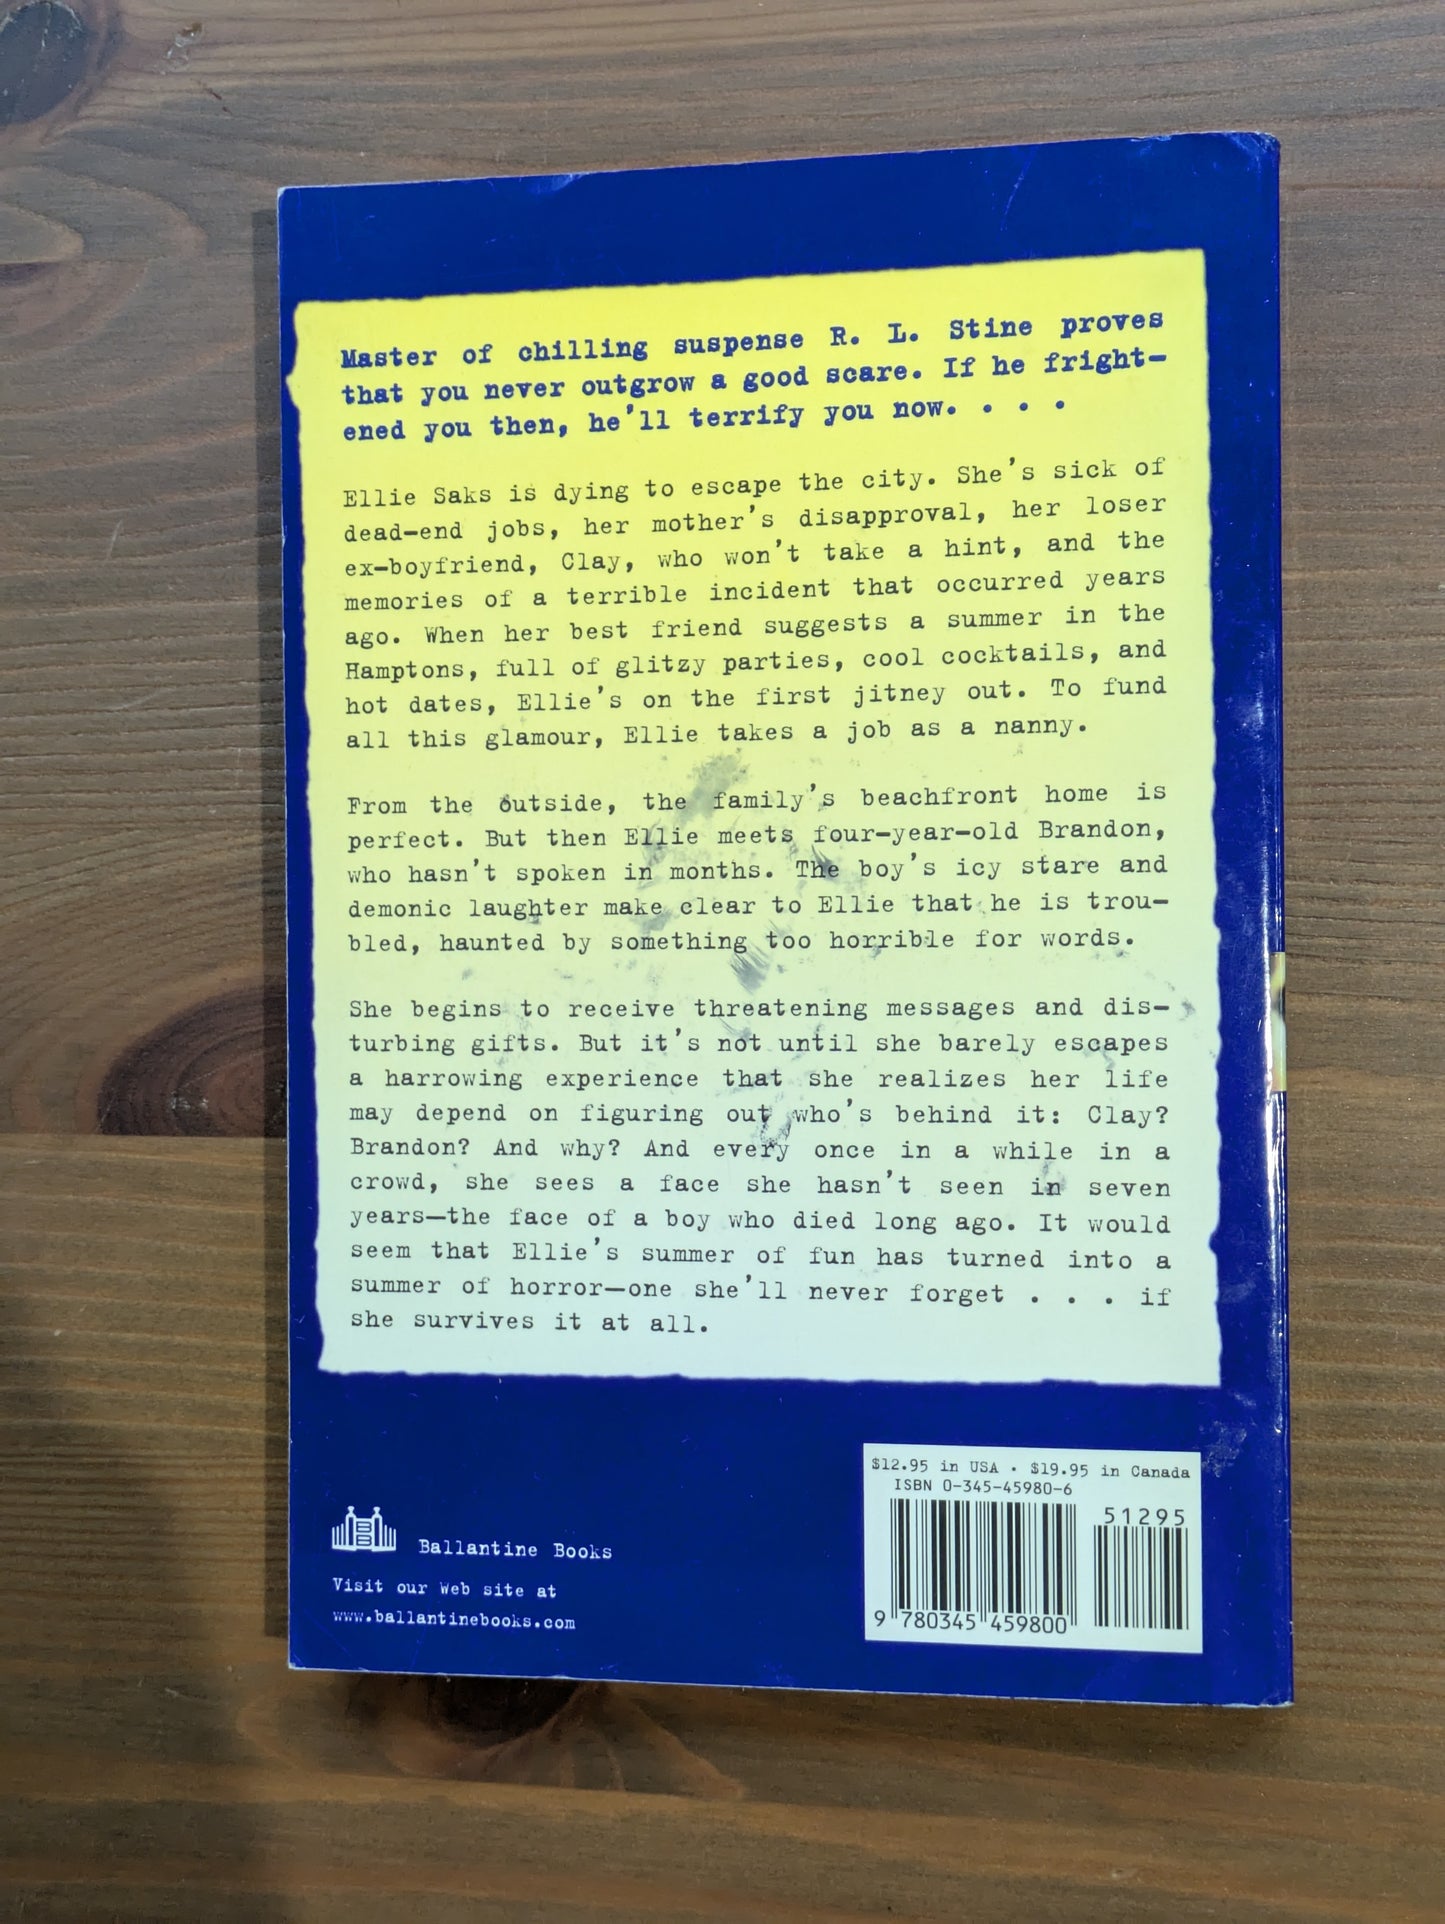 Master of chilling suspense R. L. Stine proves
that you never outgrow a good scare. If he fright-
ened you then, he'll terrify you now. . . .
Ellie Saks is dying to escape the city. She's sick of
dead-end jobs, her mother's disapproval, her loser
ex-boyfriend, Clay, who won't take a hint, and the
memories of a terrible incident that occurred years
ago. When her best friend suggests a summer in the
Hamptons, full of glitzy parties, cool cocktails, and
hot dates, Ellie's on the first jitney out. To fund
all this glamour, Ellie takes a job as a nanny.
From the outside, the family's beachfront home is
perfect. But then Ellie meets four-year-old Brandon,
who hasn't spoken in months. The boy's icy stare and
demonic laughter make clear to Ellie that he is trou-
bled, haunted by something too horrible for words.
She begins to receive threatening messages and dis-
turbing gifts. But it's not until she barely escapes
a harrowing experience that she realizes her life
may depend on figuring out who's behind it: Clay?
Brandon? And why? And every once in a while in a
crowd, she sees a face she hasn't seen in seven
years—the face of a boy who died long ago. It would
seem that Ellie's summer of fun has turned into a
summer of horror—one she'll never forget . . . if
she survives it at all.
Ballantine Books
Visit our Web site at
www.ballantinebooks.com
$12.95 in USA · $19.95 in Canada
ISBN 0-345-45980-6
51295
9 780345 459800